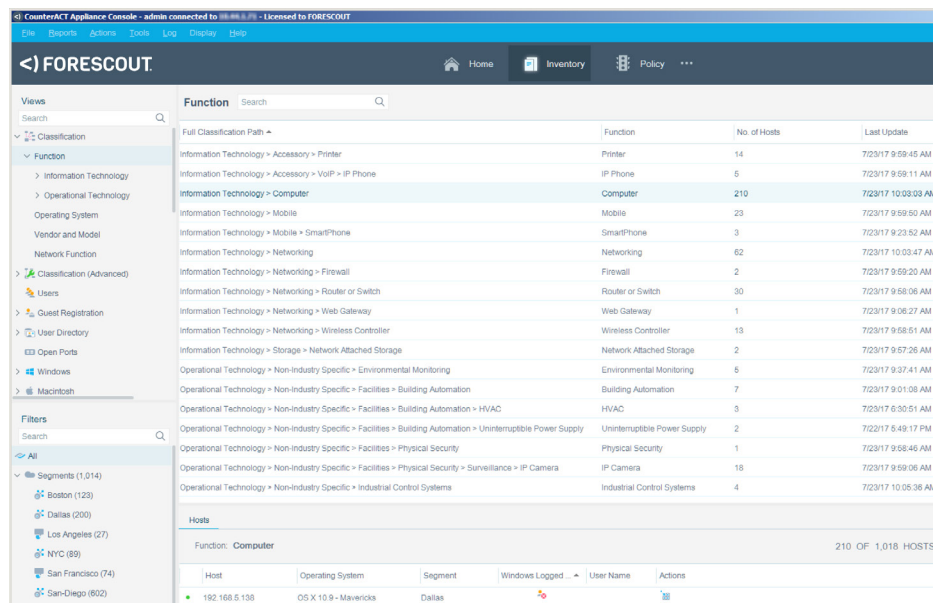 <) CounterACT Appliance Console - admin connected to - Licensed to FORESCOUT
File Reports Actions Tools Log Display Help
<) FORESCOUT.
Home Inventory Policy •••
Views
Search
Classification
Function
Information Technology
Operational Technology
Operating System
Vendor and Model
Network Function
Classification (Advanced)
Users
Guest Registration
User Directory
Open Ports
Windows
Macintosh
Filters
Search
All
Segments (1,014)
Boston (123)
Dallas (200)
Los Angeles (27)
NYC (89)
San Francisco (74)
San-Diego (602)
Function Search
Full Classification Path Function No. of Hosts Last Update
Information Technology > Accessory > Printer Printer 14 7/23/17 9:59:45 AM
Information Technology > Accessory > VoIP > IP Phone IP Phone 5 7/23/17 9:59:11 AM
Information Technology > Computer Computer 210 7/23/17 10:03:03 AM
Information Technology > Mobile Mobile 23 7/23/17 9:59:50 AM
Information Technology > Mobile > SmartPhone SmartPhone 3 7/23/17 9:23:52 AM
Information Technology > Networking Networking 62 7/23/17 10:03:47 AM
Information Technology > Networking > Firewall Firewall 2 7/23/17 9:59:20 AM
Information Technology > Networking > Router or Switch Router or Switch 30 7/23/17 9:58:06 AM
Information Technology > Networking > Web Gateway Web Gateway 1 7/23/17 9:06:27 AM
Information Technology > Networking > Wireless Controller Wireless Controller 13 7/23/17 9:58:51 AM
Information Technology > Storage > Network Attached Storage Network Attached Storage 2 7/23/17 9:57:26 AM
Operational Technology > Non-Industry Specific > Environmental Monitoring Environmental Monitoring 5 7/23/17 9:37:41 AM
Operational Technology > Non-Industry Specific > Facilities > Building Automation Building Automation 7 7/23/17 9:01:08 AM
Operational Technology > Non-Industry Specific > Facilities > Building Automation > HVAC HVAC 3 7/23/17 6:30:51 AM
Operational Technology > Non-Industry Specific > Facilities > Building Automation > Uninterruptible Power Supply Uninterruptible Power Supply 2 7/22/17 5:49:17 PM
Operational Technology > Non-Industry Specific > Facilities > Physical Security Physical Security 1 7/23/17 9:58:46 AM
Operational Technology > Non-Industry Specific > Facilities > Physical Security > Surveillance > IP Camera IP Camera 18 7/23/17 9:59:06 AM
Operational Technology > Non-Industry Specific > Industrial Control Systems Industrial Control Systems 4 7/23/17 10:05:36 AM
Hosts
Function: Computer 210 OF 1,018 HOSTS
Host Operating System Segment Windows Logged ... User Name Actions
192.168.5.138 OS X 10.9 - Mavericks Dallas